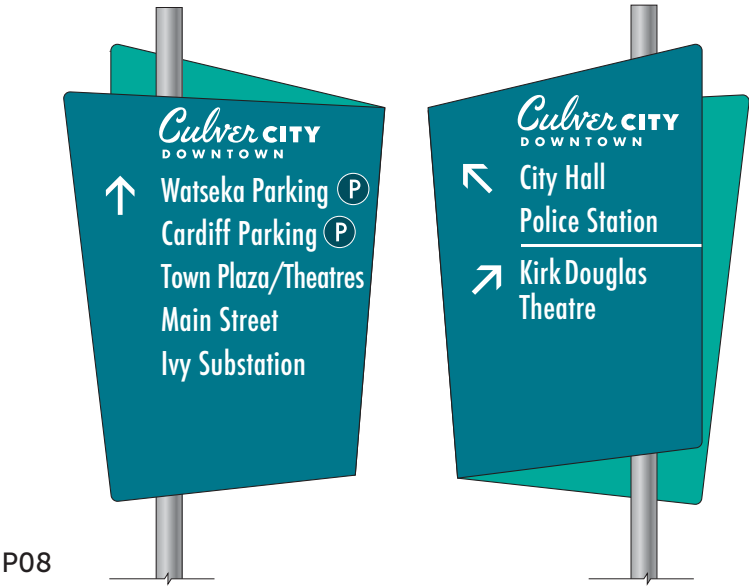 Culver CITY
DOWNTOWN
Watseka Parking P
Cardiff Parking P
Town Plaza/Theatres
Main Street
Ivy Substation
Culver CITY
DOWNTOWN
City Hall
Police Station
Kirk Douglas
Theatre
P08